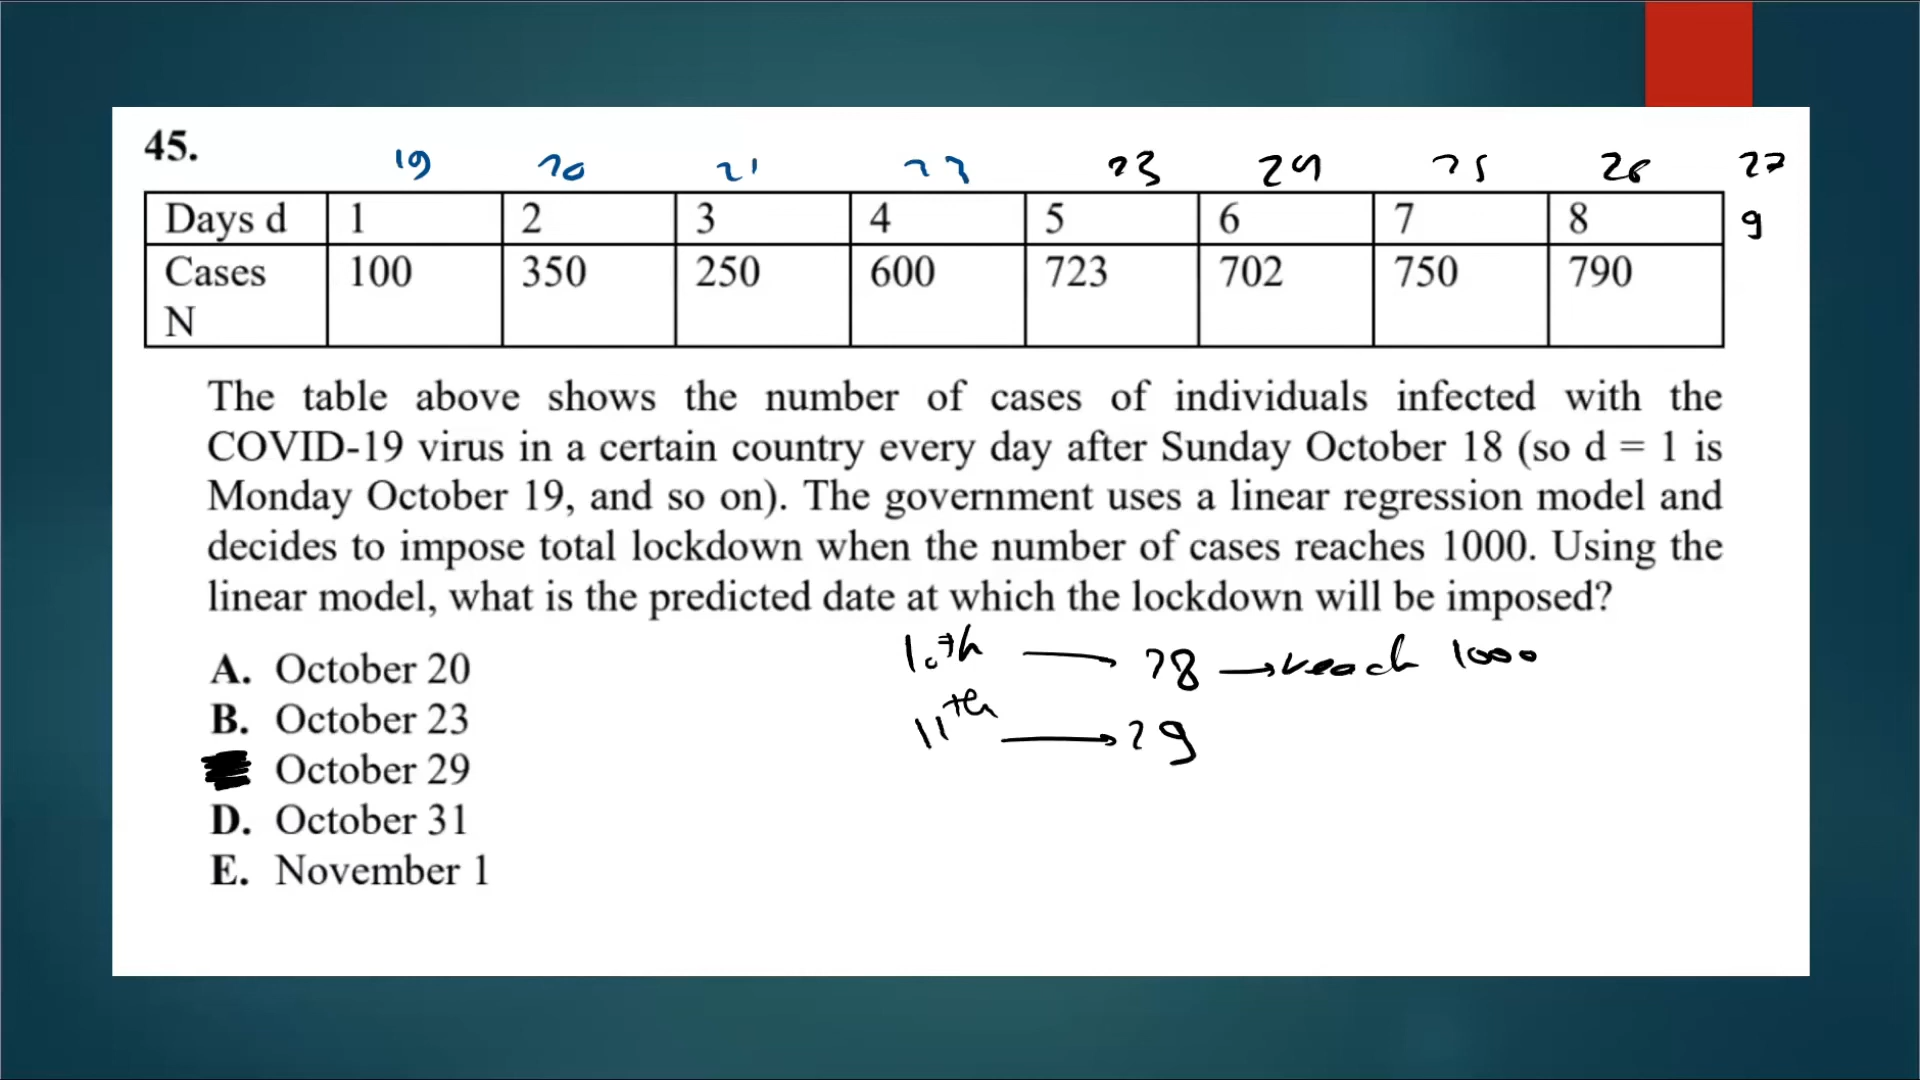 45.
19 20 21 22 23 24 25 26 27
Days d 1 2 3 4 5 6 7 8 9
Cases N 100 350 250 600 723 702 750 790
The table above shows the number of cases of individuals infected with the
COVID-19 virus in a certain country every day after Sunday October 18 (so d = 1 is
Monday October 19, and so on). The government uses a linear regression model and
decides to impose total lockdown when the number of cases reaches 1000. Using the
linear model, what is the predicted date at which the lockdown will be imposed?
10th 28 → reach 1000
11th → 29
A. October 20
B. October 23
October 29
D. October 31
E. November 1